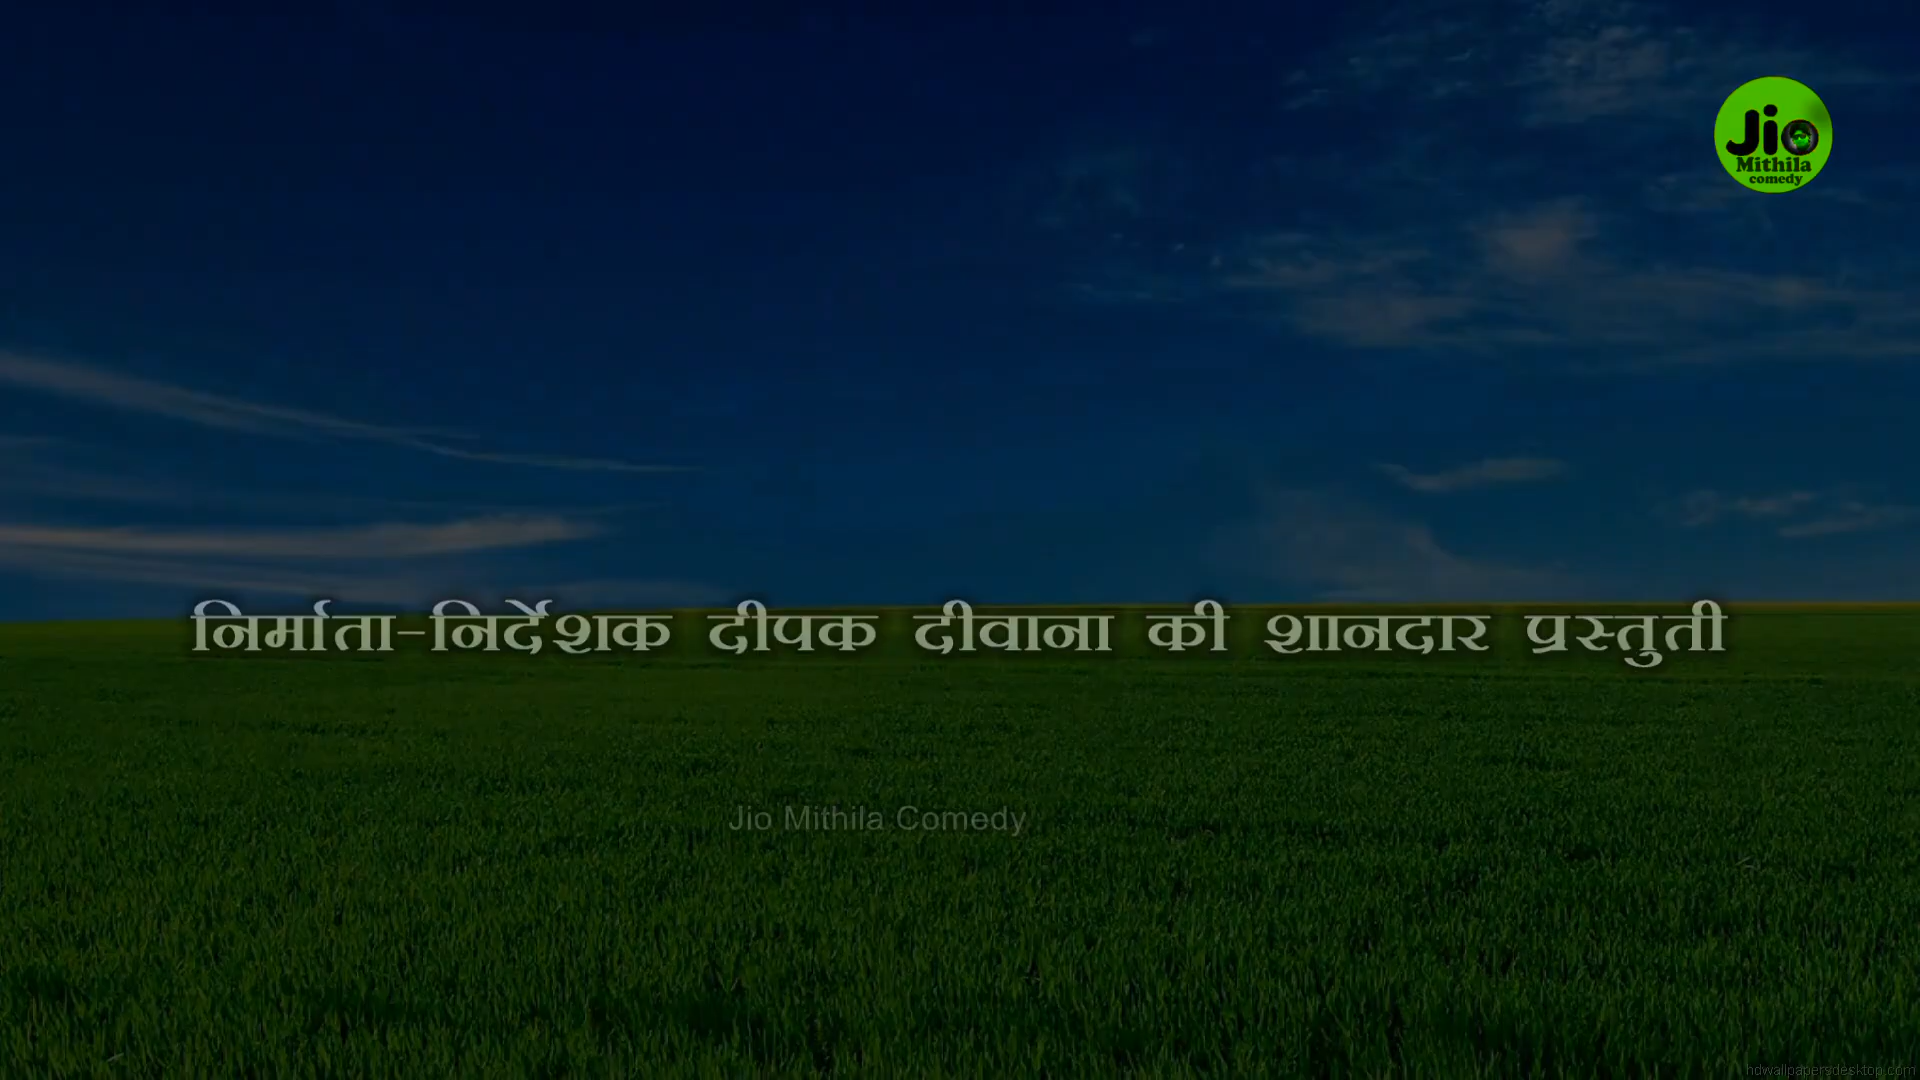 Jio
Mithila
comedy
निर्माता-निर्देशक दीपक दीवाना की शानदार प्रस्तुती
Jio Mithila Comedy
hdwallpapersdesktop.com